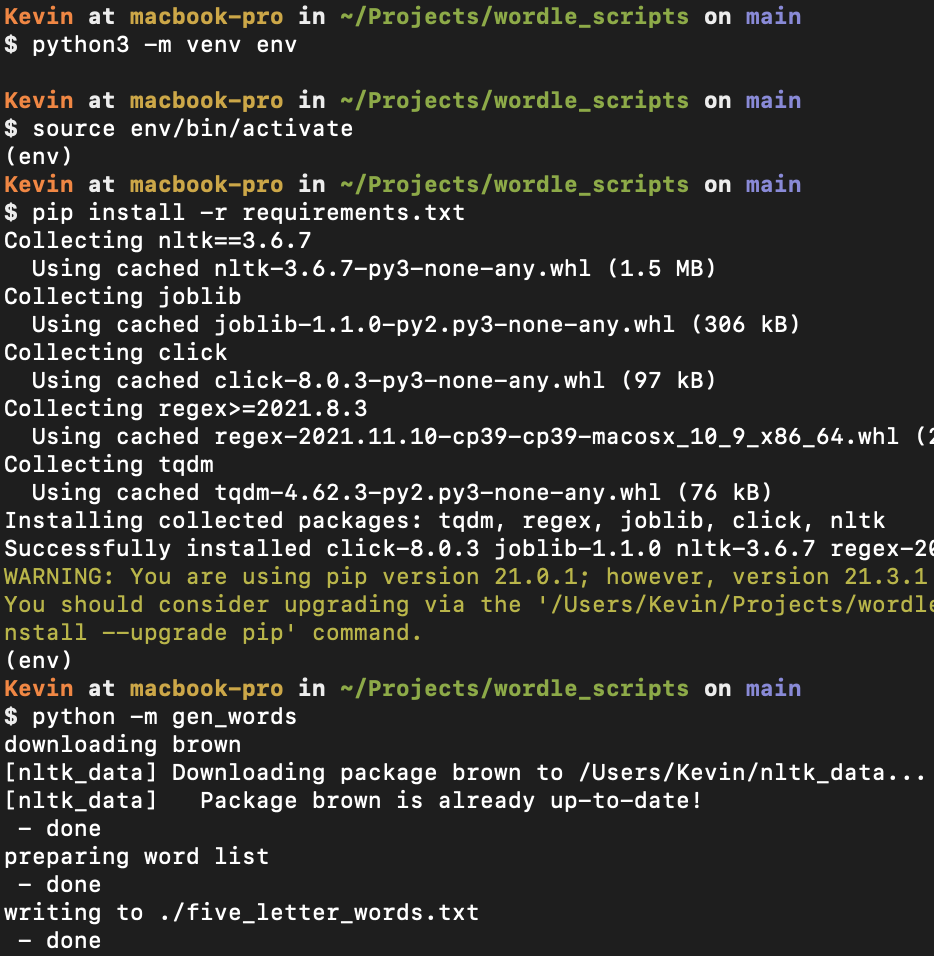 Kevin at macbook-pro in ~/Projects/wordle_scripts on main
$ python3 -m venv env
Kevin at macbook-pro in ~/Projects/wordle_scripts on main
$ source env/bin/activate
(env)
Kevin at macbook-pro in ~/Projects/wordle_scripts on main
$ pip install -r requirements.txt
Collecting nltk==3.6.7
  Using cached nltk-3.6.7-py3-none-any.whl (1.5 MB)
Collecting joblib
  Using cached joblib-1.1.0-py2.py3-none-any.whl (306 kB)
Collecting click
  Using cached click-8.0.3-py3-none-any.whl (97 kB)
Collecting regex>=2021.8.3
  Using cached regex-2021.11.10-cp39-cp39-macosx_10_9_x86_64.whl (2
Collecting tqdm
  Using cached tqdm-4.62.3-py2.py3-none-any.whl (76 kB)
Installing collected packages: tqdm, regex, joblib, click, nltk
Successfully installed click-8.0.3 joblib-1.1.0 nltk-3.6.7 regex-20
WARNING: You are using pip version 21.0.1; however, version 21.3.1
You should consider upgrading via the '/Users/Kevin/Projects/wordle
nstall --upgrade pip' command.
(env)
Kevin at macbook-pro in ~/Projects/wordle_scripts on main
$ python -m gen_words
downloading brown
[nltk_data] Downloading package brown to /Users/Kevin/nltk_data...
[nltk_data]   Package brown is already up-to-date!
 - done
preparing word list
 - done
writing to ./five_letter_words.txt
 - done